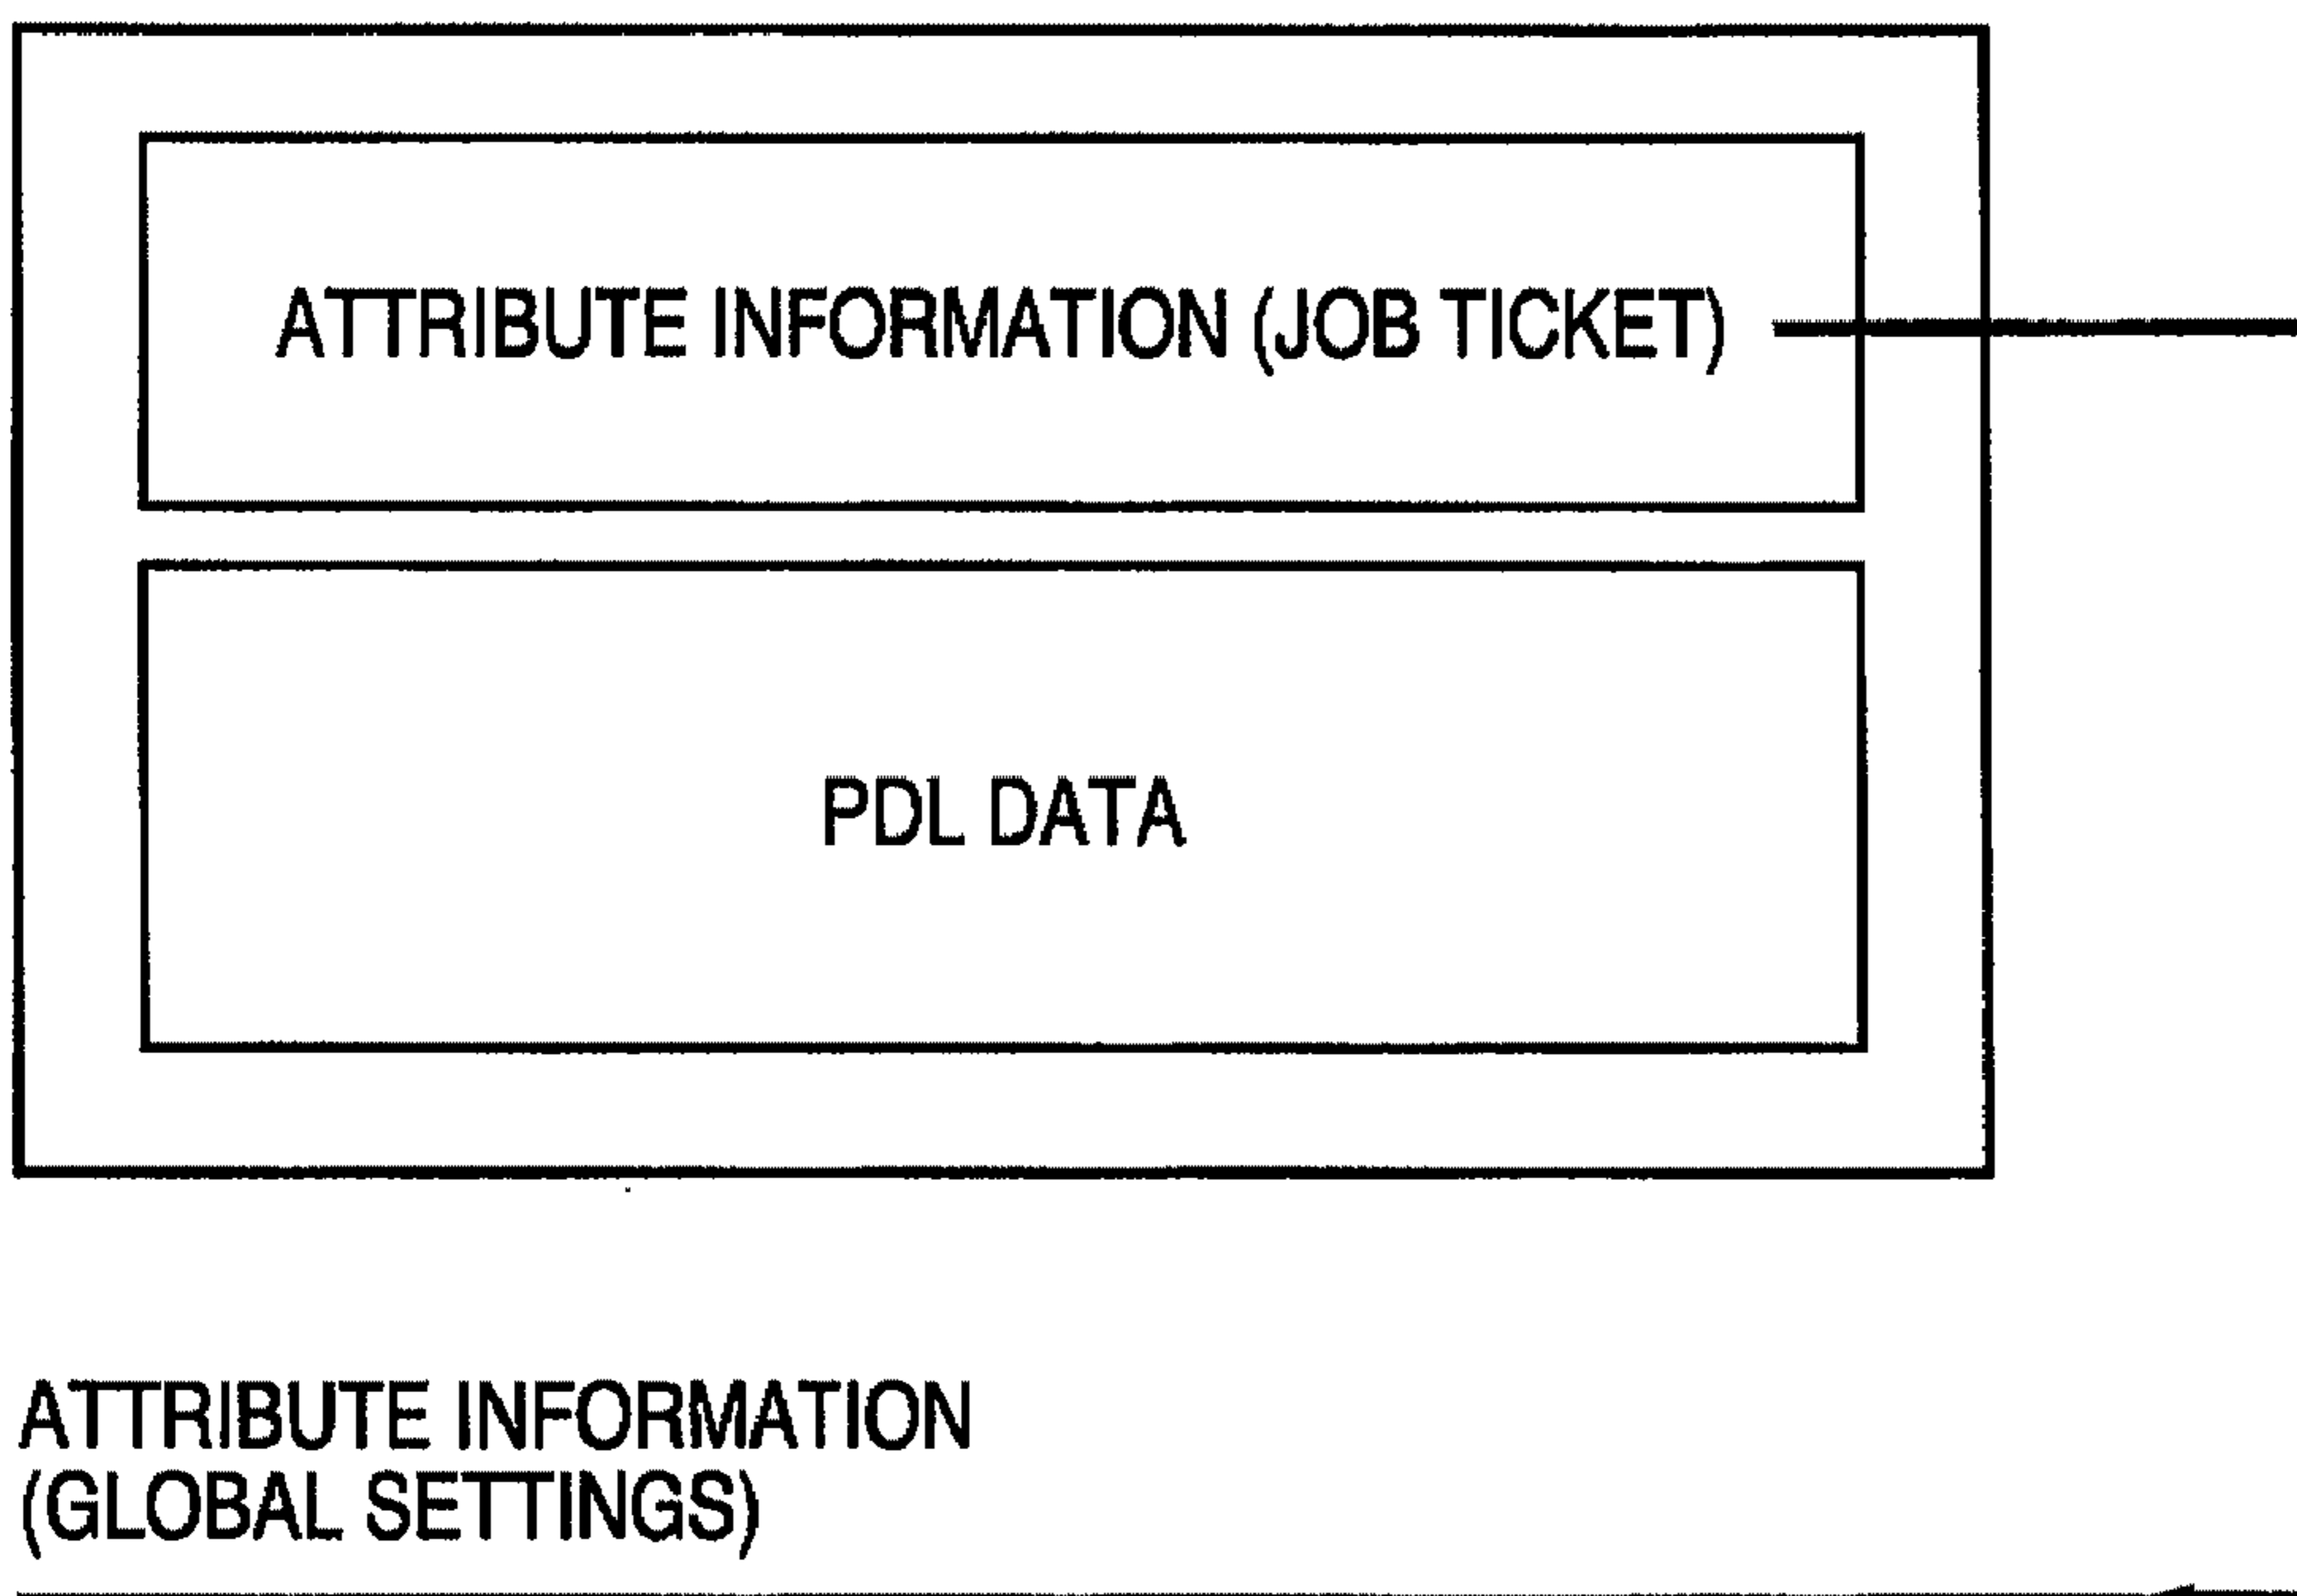 ATTRIBUTE INFORMATION (JOB TICKET)
PDL DATA
ATTRIBUTE INFORMATION
(GLOBAL SETTINGS)